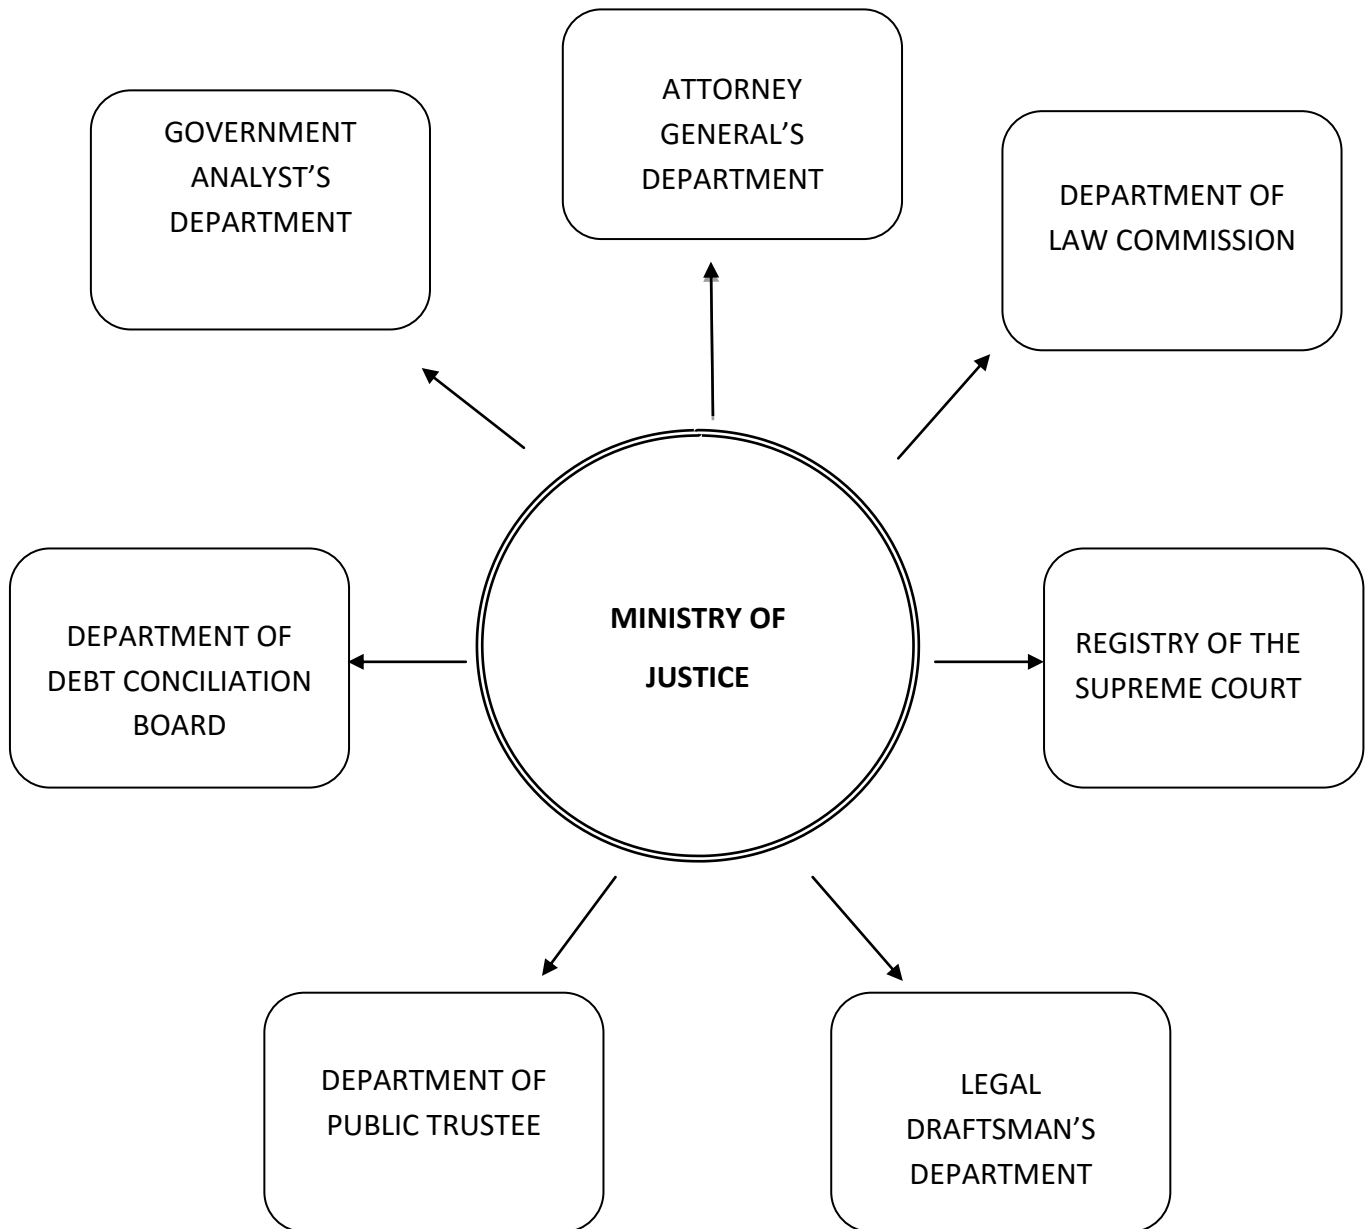 ATTORNEY
GENERAL’S
DEPARTMENT
GOVERNMENT
ANALYST’S
DEPARTMENT
DEPARTMENT OF
LAW COMMISSION
DEPARTMENT OF
DEBT CONCILIATION
BOARD
MINISTRY OF
JUSTICE
REGISTRY OF THE
SUPREME COURT
DEPARTMENT OF
PUBLIC TRUSTEE
LEGAL
DRAFTSMAN’S
DEPARTMENT